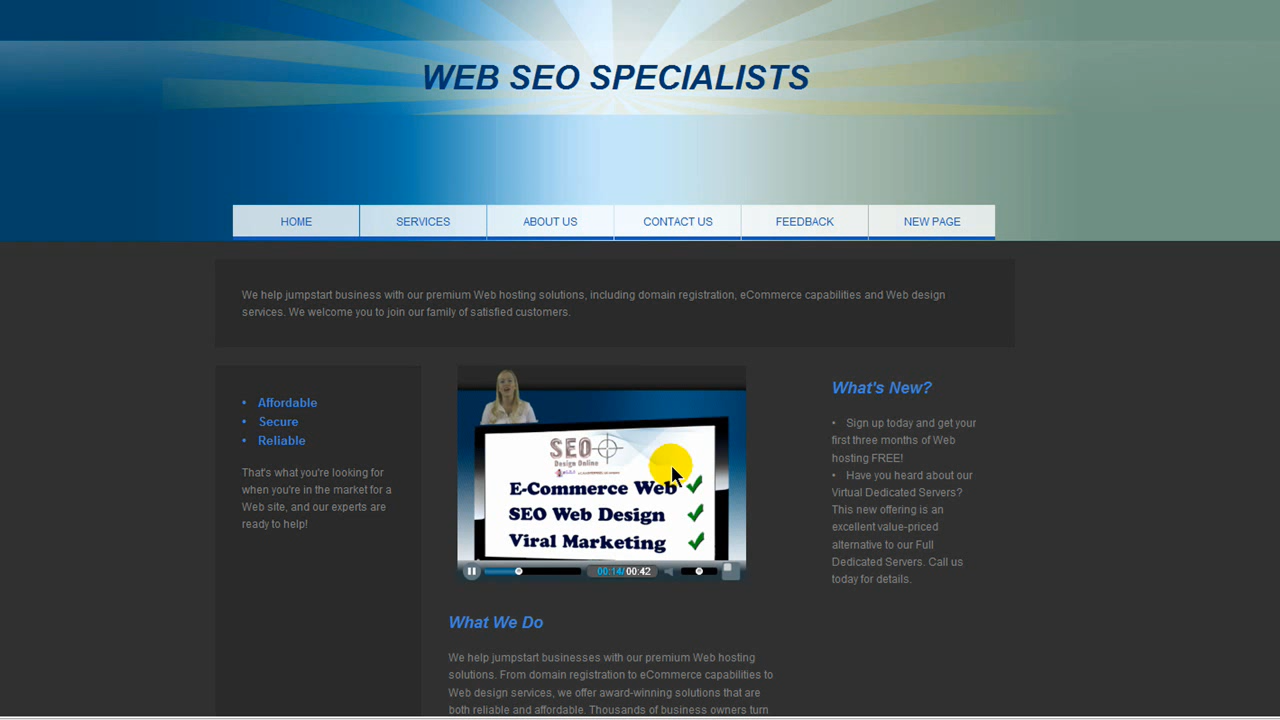 WEB SEO SPECIALISTS
HOME
SERVICES
ABOUT US
CONTACT US
FEEDBACK
NEW PAGE
We help jumpstart business with our premium Web hosting solutions, including domain registration, eCommerce capabilities and Web design
services. We welcome you to join our family of satisfied customers.
• Affordable
• Secure
• Reliable
That's what you're looking for
when you're in the market for a
Web site, and our experts are
ready to help!
SEO
Design Online
E-Commerce Web
SEO Web Design
Viral Marketing
00:14/00:42
What We Do
We help jumpstart businesses with our premium Web hosting
solutions. From domain registration to eCommerce capabilities to
Web design services, we offer award-winning solutions that are
both reliable and affordable. Thousands of business owners turn
What's New?
• Sign up today and get your
first three months of Web
hosting FREE!
• Have you heard about our
Virtual Dedicated Servers?
This new offering is an
excellent value-priced
alternative to our Full
Dedicated Servers. Call us
today for details.